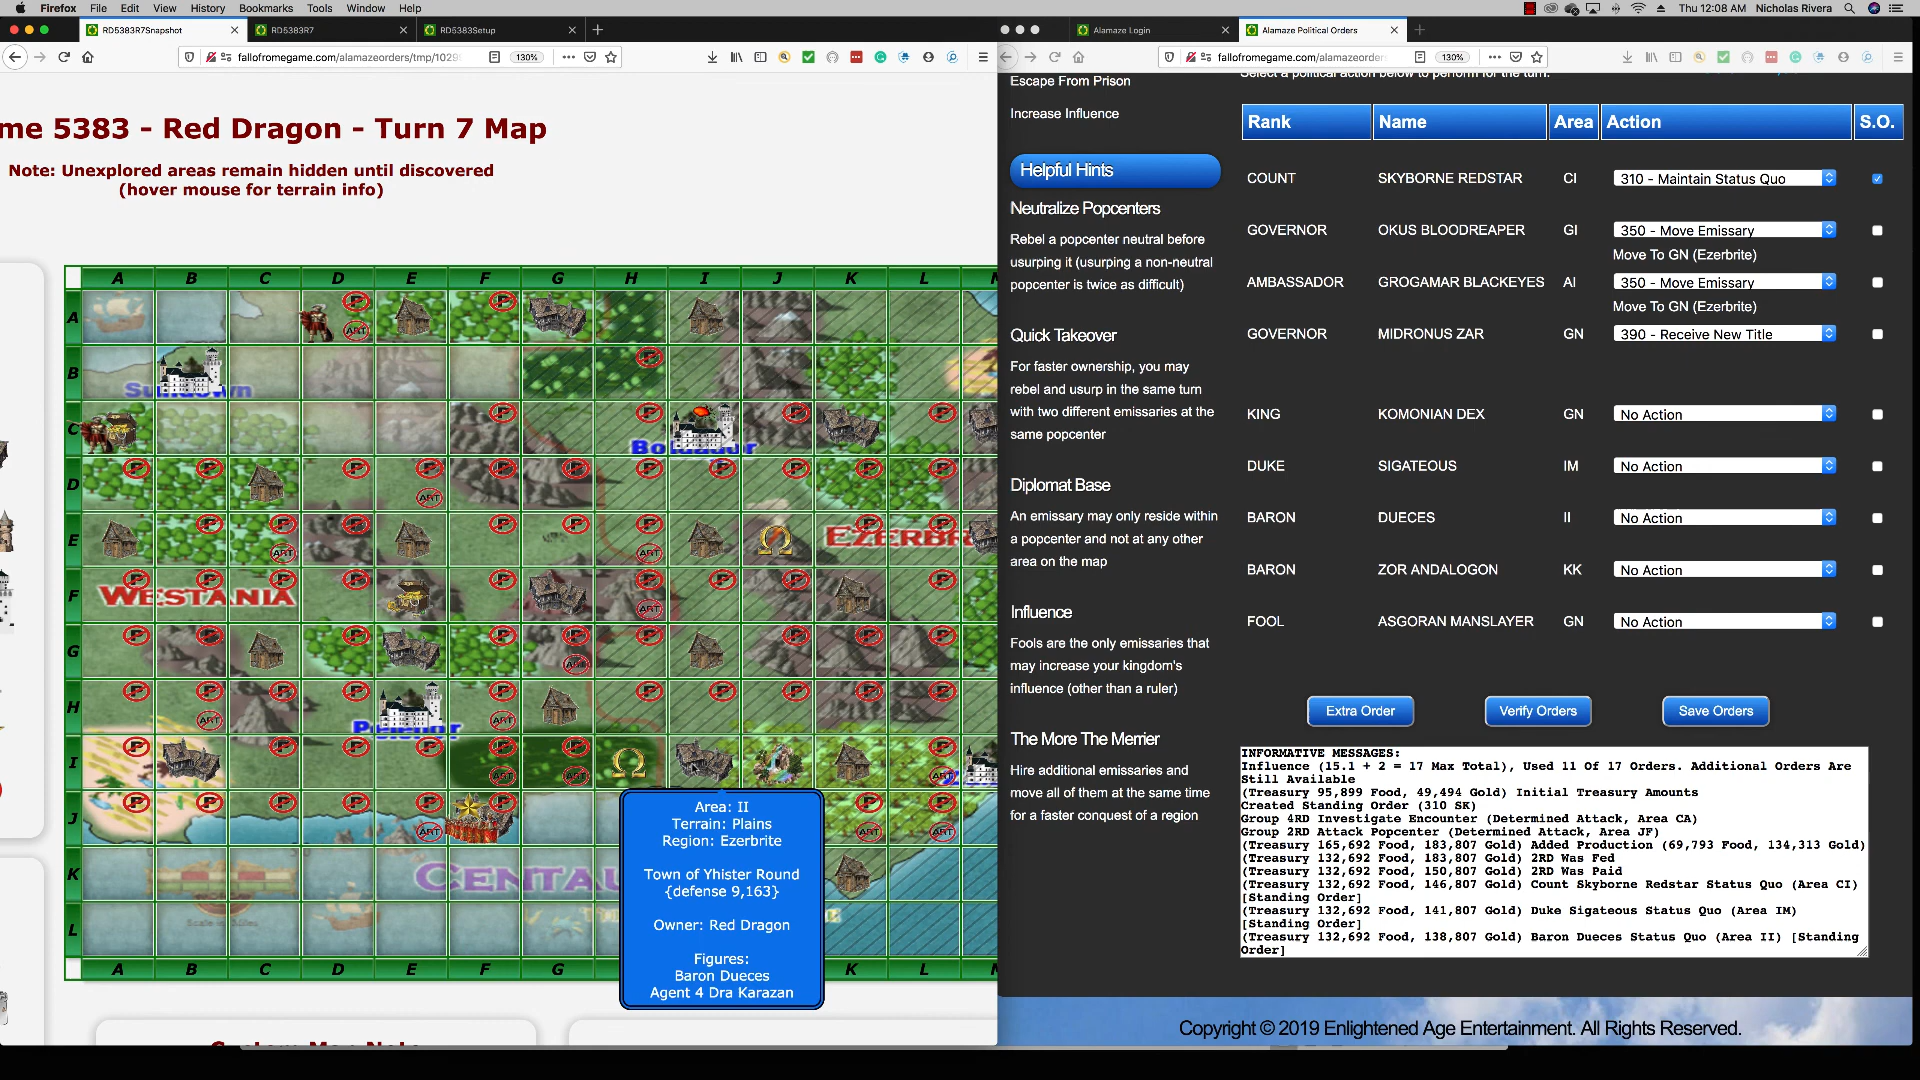 Firefox File Edit View History Bookmarks Tools Window Help
Thu 12:08 AM Nicholas Rivera
RD5383R7Snapshot
RD5383R7
RD5383Setup
Alamaze Login
Alamaze Political Orders
fallofromegame.com/alamazeorders/tmp/1029
130%
fallofromegame.com/alamazeorders
130%
me 5383 - Red Dragon - Turn 7 Map
Note: Unexplored areas remain hidden until discovered
(hover mouse for terrain info)
A B C D E F G H I J K L
A
B
C
D
E
F
G
H
I
J
K
L
WESTANIA
A B C D E F G K L
Area: II
Terrain: Plains
Region: Ezerbrite
Town of Yhister Round
{defense 9,163}
Owner: Red Dragon
Figures:
Baron Dueces
Agent 4 Dra Karazan
Escape From Prison
Increase Influence
Helpful Hints
Neutralize Popcenters
Rebel a popcenter neutral before
usurping it (usurping a non-neutral
popcenter is twice as difficult)
Quick Takeover
For faster ownership, you may
rebel and usurp in the same turn
with two different emissaries at the
same popcenter
Diplomat Base
An emissary may only reside within
a popcenter and not at any other
area on the map
Influence
Fools are the only emissaries that
may increase your kingdom's
influence (other than a ruler)
The More The Merrier
Hire additional emissaries and
move all of them at the same time
for a faster conquest of a region
Select a political action below to perform for the turn.
Rank Name Area Action S.O.
COUNT SKYBORNE REDSTAR CI 310 - Maintain Status Quo
GOVERNOR OKUS BLOODREAPER GI 350 - Move Emissary
Move To GN (Ezerbrite)
AMBASSADOR GROGAMAR BLACKEYES AI 350 - Move Emissary
Move To GN (Ezerbrite)
GOVERNOR MIDRONUS ZAR GN 390 - Receive New Title
KING KOMONIAN DEX GN No Action
DUKE SIGATEOUS IM No Action
BARON DUECES II No Action
BARON ZOR ANDALOGON KK No Action
FOOL ASGORAN MANSLAYER GN No Action
Extra Order Verify Orders Save Orders
INFORMATIVE MESSAGES:
Influence (15.1 + 2 = 17 Max Total), Used 11 Of 17 Orders. Additional Orders Are
Still Available
(Treasury 95,899 Food, 49,494 Gold) Initial Treasury Amounts
Created Standing Order (310 SK)
Group 4RD Investigate Encounter (Determined Attack, Area CA)
Group 2RD Attack Popcenter (Determined Attack, Area JF)
(Treasury 165,692 Food, 183,807 Gold) Added Production (69,793 Food, 134,313 Gold)
(Treasury 132,692 Food, 183,807 Gold) 2RD Was Fed
(Treasury 132,692 Food, 150,807 Gold) 2RD Was Paid
(Treasury 132,692 Food, 146,807 Gold) Count Skyborne Redstar Status Quo (Area CI)
[Standing Order]
(Treasury 132,692 Food, 141,807 Gold) Duke Sigateous Status Quo (Area IM)
[Standing Order]
(Treasury 132,692 Food, 138,807 Gold) Baron Dueces Status Quo (Area II) [Standing
Order]
Copyright © 2019 Enlightened Age Entertainment. All Rights Reserved.